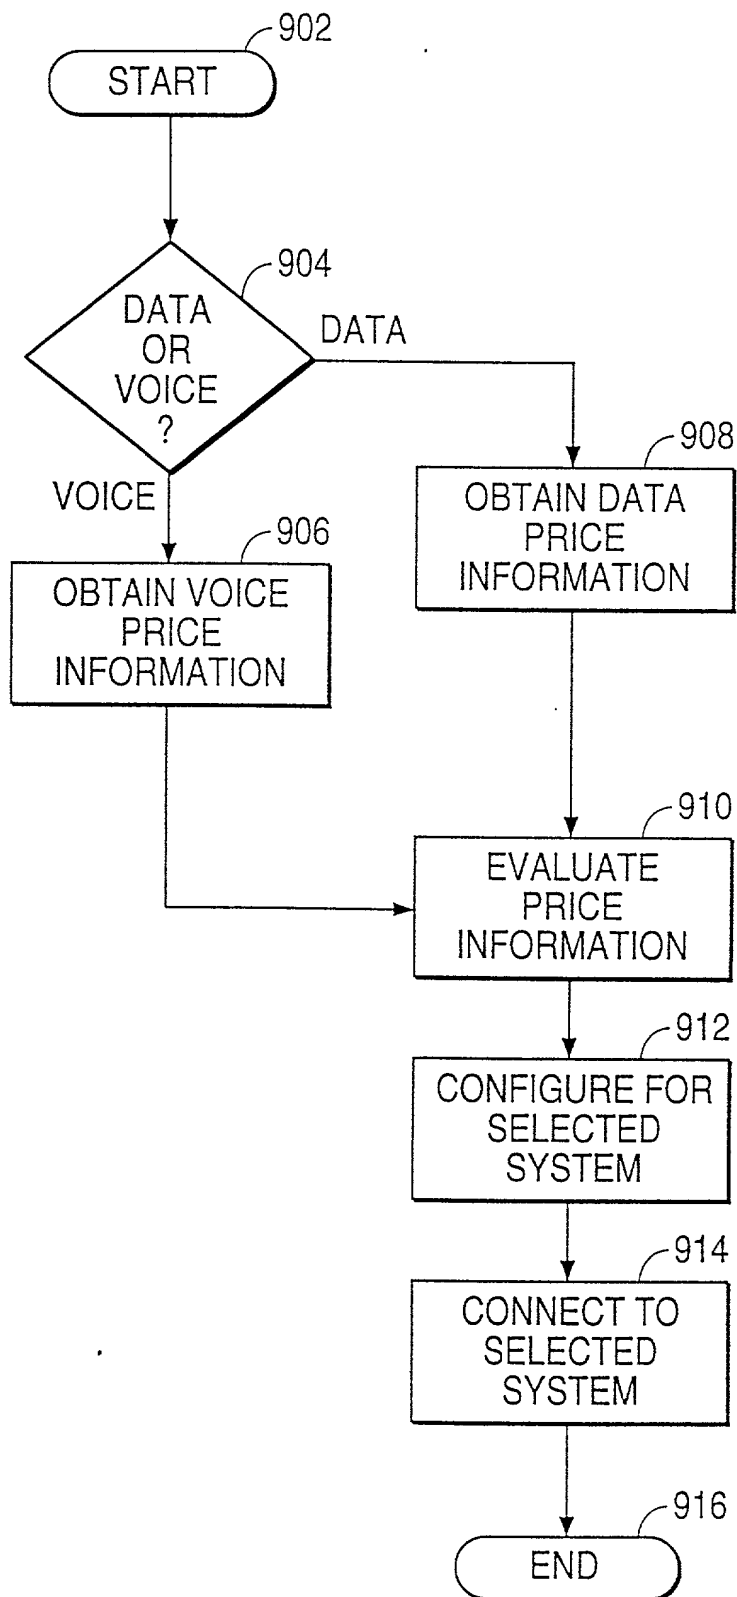 902
START
904
DATA
OR
VOICE
?
DATA
VOICE
906
OBTAIN VOICE
PRICE
INFORMATION
908
OBTAIN DATA
PRICE
INFORMATION
910
EVALUATE
PRICE
INFORMATION
912
CONFIGURE FOR
SELECTED
SYSTEM
914
CONNECT TO
SELECTED
SYSTEM
916
END